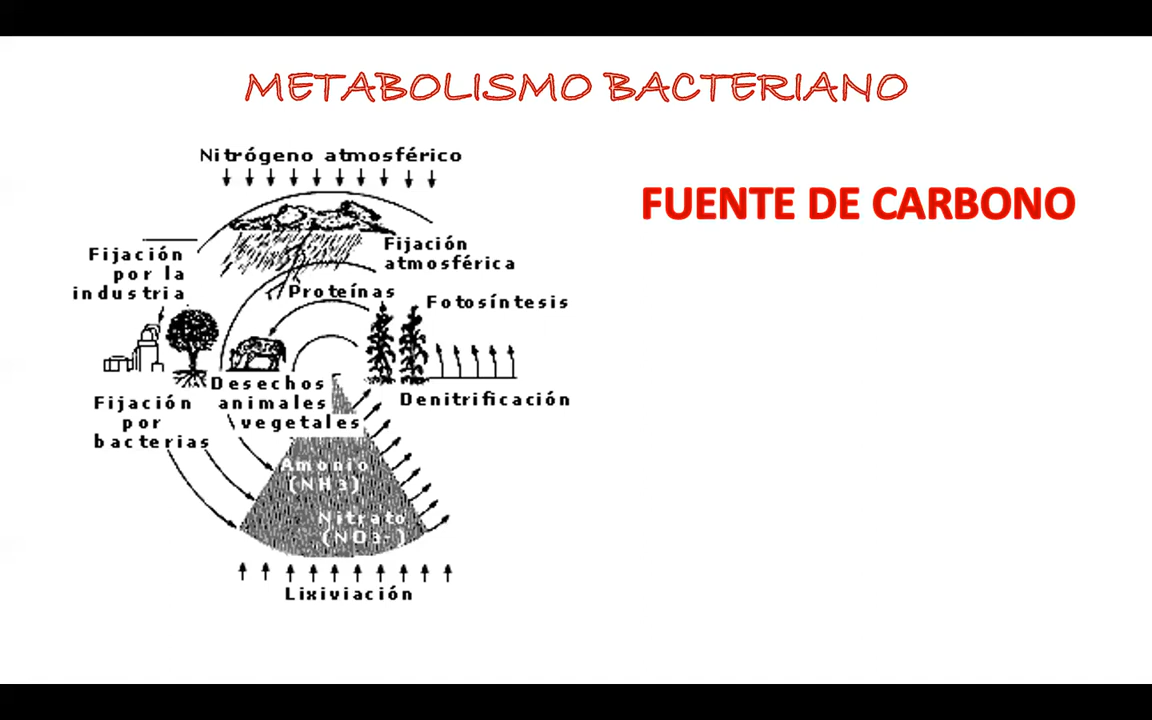 METABOLISMO BACTERIANO
Nitrógeno atmosférico
FUENTE DE CARBONO
Fijación
por la
industria
Fijación
atmosférica
Proteínas
Fotosíntesis
Desechos
animales
vegetales
Denitrificación
Fijación
por
bacterias
Amonio
(NH3)
Nitrato
(NO3-)
Lixiviación